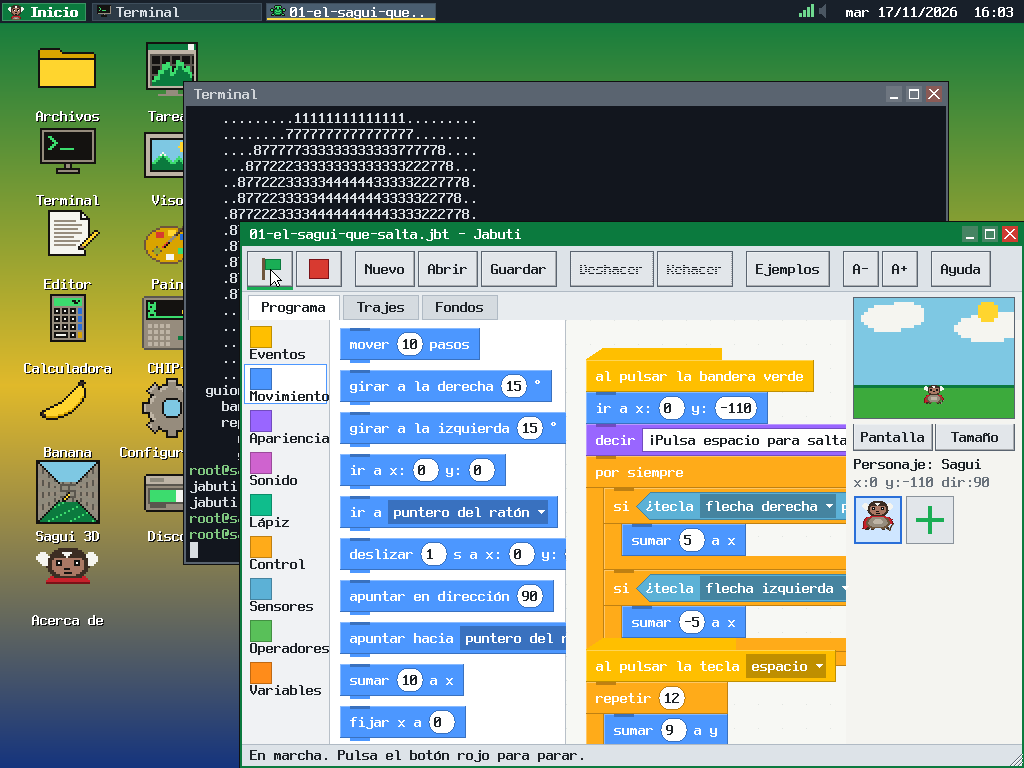 Inicio
Terminal
01-el-sagui-que..
mar 17/11/2026 16:03
Archivos
Terminal
Editor
Calculadora
CHIP-
Banana
Configur
Sagui 3D
Acerca de
Terminal
.........11111111111111.........
........7777777777777777........
....877777333333333333777778....
...87722233333333333333222778...
..87722233333444444333332227778.
..8772223333344444443333222778.
.8772223333444444444433332222778.
root@s
jabuti
jabuti
root@s
root@s
01-el-sagui-que-salta.jbt - Jabuti
Nuevo
Abrir
Guardar
Deshacer
Rehacer
Ejemplos
A-
A+
Ayuda
Programa
Trajes
Fondos
Eventos
Movimiento
Apariencia
Sonido
Lápiz
Control
Sensores
Operadores
Variables
mover 10 pasos
girar a la derecha 15 °
girar a la izquierda 15 °
ir a x: 0 y: 0
ir a puntero del ratón
deslizar 1 s a x: 0 y:
apuntar en dirección 90
apuntar hacia puntero del r
sumar 10 a x
fijar x a 0
al pulsar la bandera verde
ir a x: 0 y: -110
decir ¡Pulsa espacio para salta
por siempre
si ¿tecla flecha derecha p
sumar 5 a x
si ¿tecla flecha izquierda
sumar -5 a x
al pulsar la tecla espacio
repetir 12
sumar 9 a y
Pantalla
Tamaño
Personaje: Sagui
x:0 y:-110 dir:90
En marcha. Pulsa el botón rojo para parar.